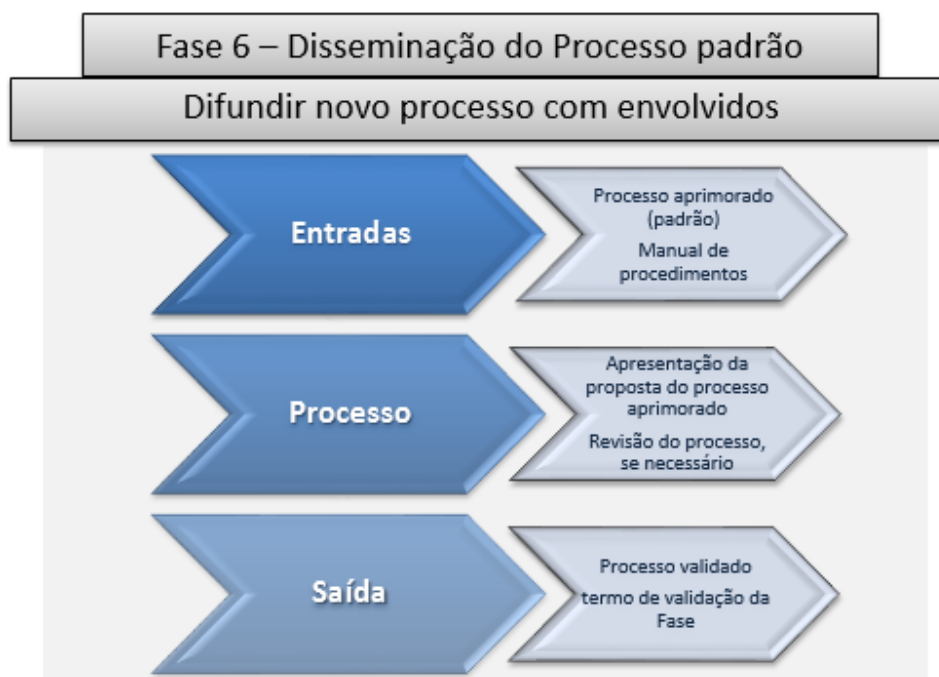 Fase 6 – Disseminação do Processo padrão
Difundir novo processo com envolvidos
Entradas
Processo aprimorado
(padrão)
Manual de
procedimentos
Processo
Apresentação da
proposta do processo
aprimorado
Revisão do processo,
se necessário
Saída
Processo validado
termo de validação da
Fase